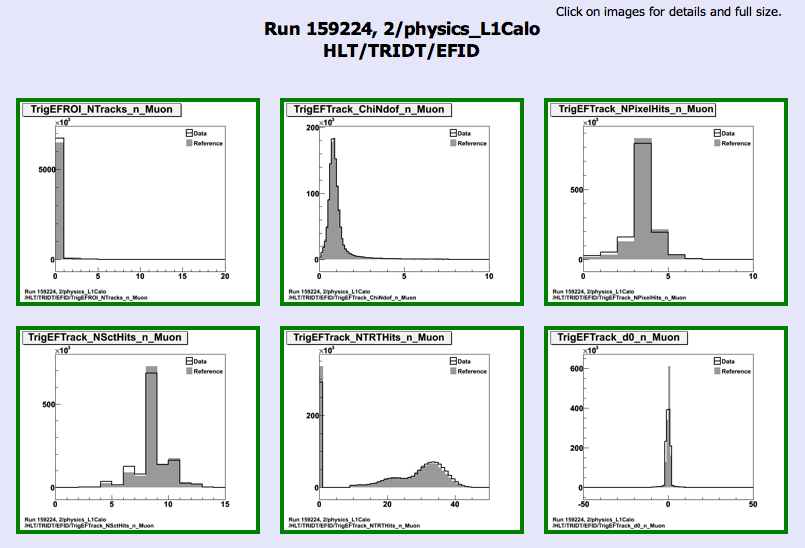 Click on images for details and full size.
Run 159224, 2/physics_L1Calo
HLT/TRIDT/EFID
TrigEFROI_NTracks_n_Muon
×10³
Data
Reference
5000
0
0 5 10 15 20
Run 159224, 2/physics_L1Calo
/HLT/TRIDT/EFID/TrigEFROI_NTracks_n_Muon
TrigEFTrack_ChiNdof_n_Muon
×10³
200
Data
Reference
100
0
0 5 10
Run 159224, 2/physics_L1Calo
/HLT/TRIDT/EFID/TrigEFTrack_ChiNdof_n_Muon
TrigEFTrack_NPixelHits_n_Muon
×10³
Data
Reference
500
0
0 5 10
Run 159224, 2/physics_L1Calo
/HLT/TRIDT/EFID/TrigEFTrack_NPixelHits_n_Muon
TrigEFTrack_NSctHits_n_Muon
×10³
Data
Reference
500
0
0 5 10 15
Run 159224, 2/physics_L1Calo
/HLT/TRIDT/EFID/TrigEFTrack_NSctHits_n_Muon
TrigEFTrack_NTRTHits_n_Muon
×10³
Data
Reference
200
0
0 20 40
Run 159224, 2/physics_L1Calo
/HLT/TRIDT/EFID/TrigEFTrack_NTRTHits_n_Muon
TrigEFTrack_d0_n_Muon
×10³
600
Data
Reference
400
200
0
-50 0 50
Run 159224, 2/physics_L1Calo
/HLT/TRIDT/EFID/TrigEFTrack_d0_n_Muon